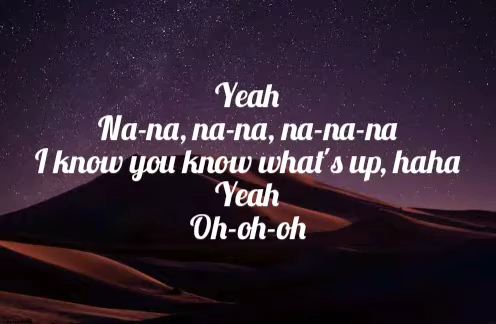 Yeah
Na-na, na-na, na-na-na
I know you know what's up, haha
Yeah
Oh-oh-oh